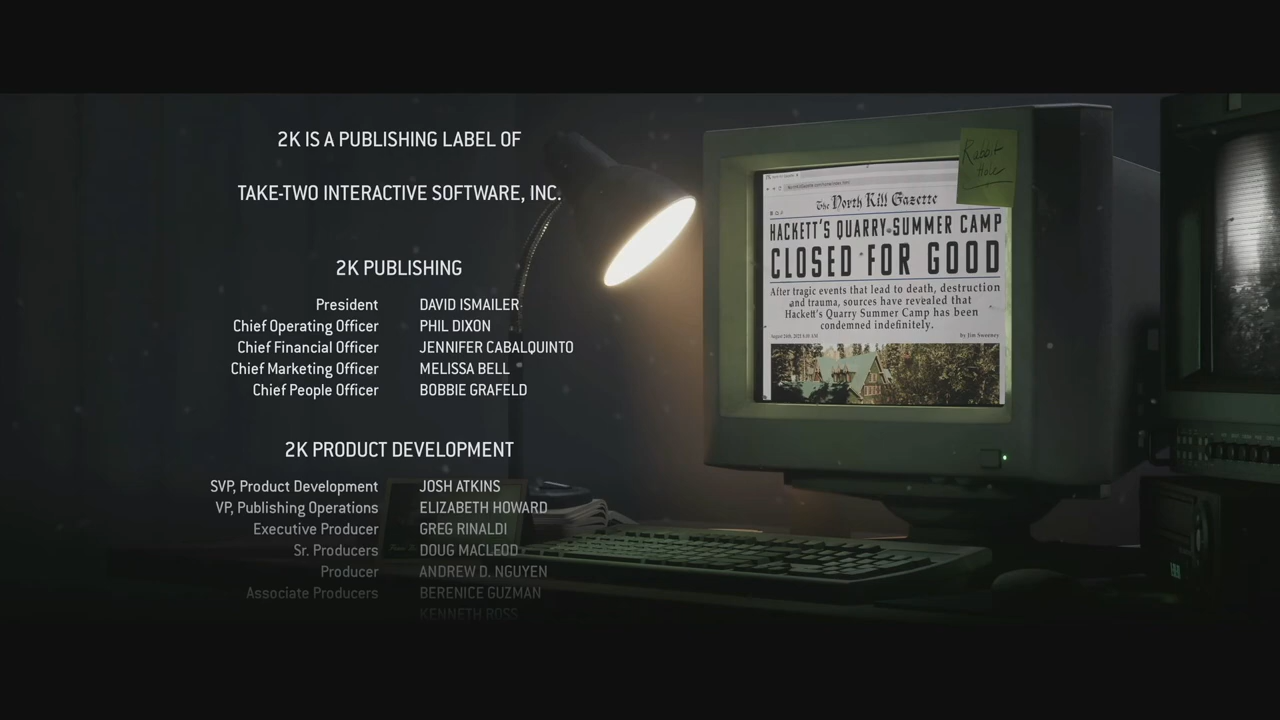 2K IS A PUBLISHING LABEL OF
TAKE-TWO INTERACTIVE SOFTWARE, INC.
2K PUBLISHING
President DAVID ISMAILER
Chief Operating Officer PHIL DIXON
Chief Financial Officer JENNIFER CABALQUINTO
Chief Marketing Officer MELISSA BELL
Chief People Officer BOBBIE GRAFELD
2K PRODUCT DEVELOPMENT
SVP, Product Development JOSH ATKINS
VP, Publishing Operations ELIZABETH HOWARD
Executive Producer GREG RINALDI
Sr. Producers DOUG MACLEOD
Producer ANDREW D. NGUYEN
Associate Producers BERENICE GUZMAN
KENNETH ROSS
Rabbit
Hole
The North Kill Gazette
HACKETT'S QUARRY SUMMER CAMP
CLOSED FOR GOOD
After tragic events that lead to death, destruction
and trauma, sources have revealed that
Hackett's Quarry Summer Camp has been
condemned indefinitely.
by Jim Sweeney